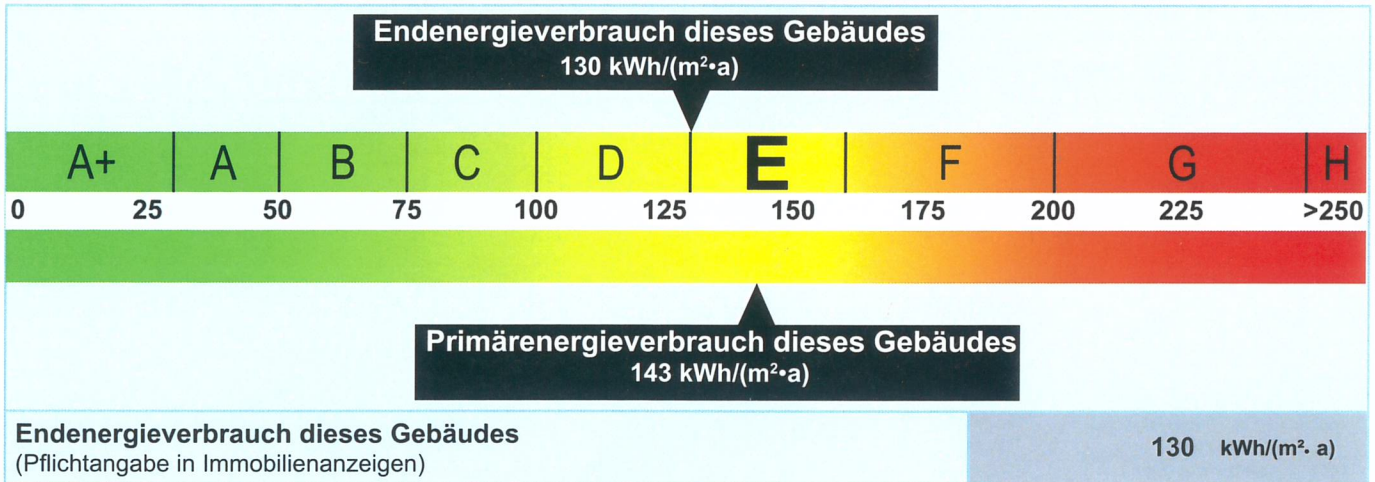 Endenergieverbrauch dieses Gebäudes
130 kWh/(m²•a)
A+ A B C D E F G H
0 25 50 75 100 125 150 175 200 225 >250
Primärenergieverbrauch dieses Gebäudes
143 kWh/(m²•a)
Endenergieverbrauch dieses Gebäudes
(Pflichtangabe in Immobilienanzeigen)
130 kWh/(m²· a)